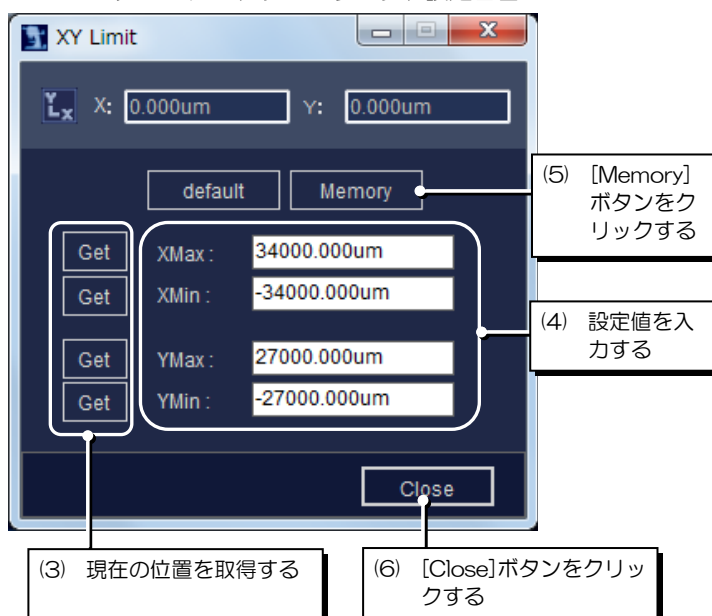 XY Limit
X: 0.000um Y: 0.000um
default Memory
(5) [Memory]
ボタンをク
リックする
Get XMax : 34000.000um
Get XMin : -34000.000um
(4) 設定値を入
力する
Get YMax : 27000.000um
Get YMin : -27000.000um
Close
(3) 現在の位置を取得する
(6) [Close]ボタンをクリッ
クする